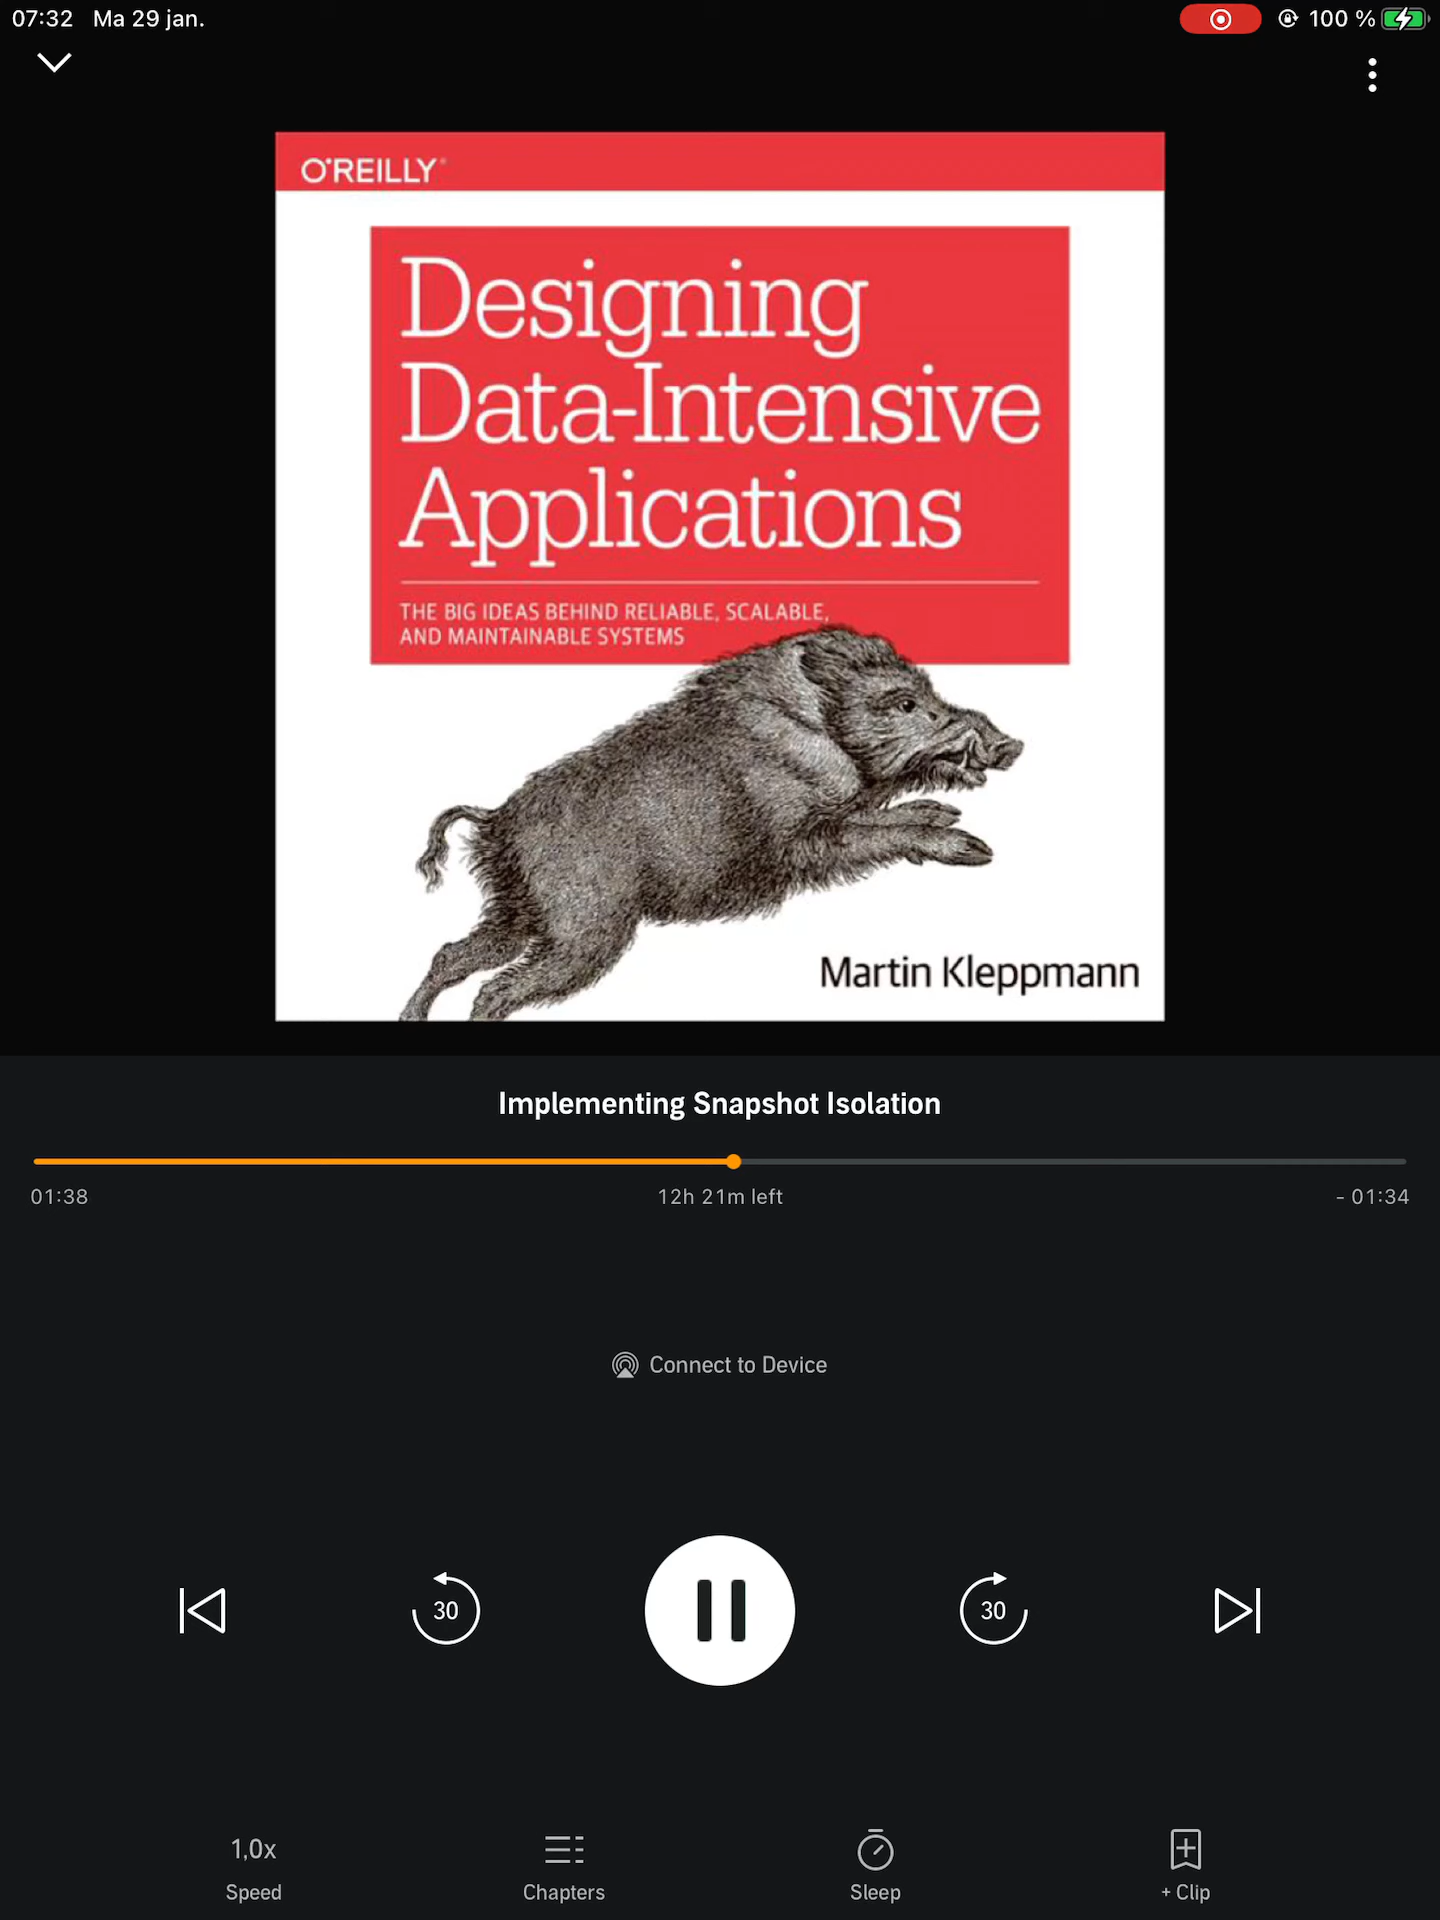 07:32 Ma 29 jan. 100 %
O'REILLY
Designing
Data-Intensive
Applications
THE BIG IDEAS BEHIND RELIABLE, SCALABLE,
AND MAINTAINABLE SYSTEMS
Martin Kleppmann
Implementing Snapshot Isolation
01:38 12h 21m left - 01:34
Connect to Device
30 30
1,0x
Speed Chapters Sleep + Clip